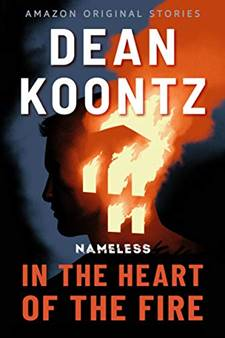 AMAZON ORIGINAL STORIES
DEAN
KOONTZ
NAMELESS
IN THE HEART
OF THE FIRE